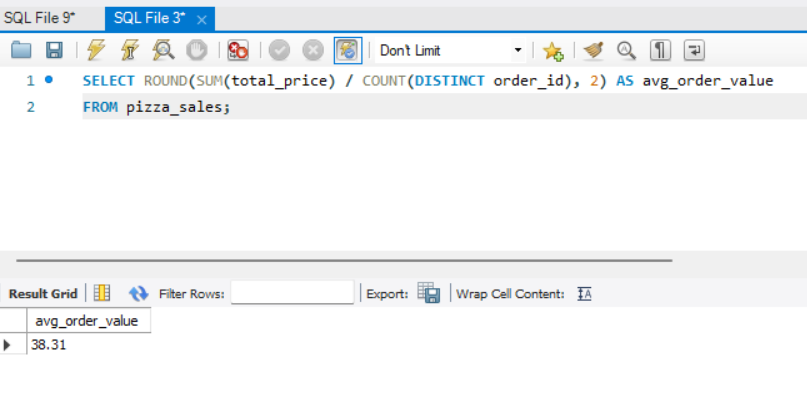 SQL File 9*
SQL File 3*
Don't Limit
1 SELECT ROUND(SUM(total_price) / COUNT(DISTINCT order_id), 2) AS avg_order_value
2 FROM pizza_sales;
Result Grid Filter Rows: Export: Wrap Cell Content: IA
avg_order_value
38.31